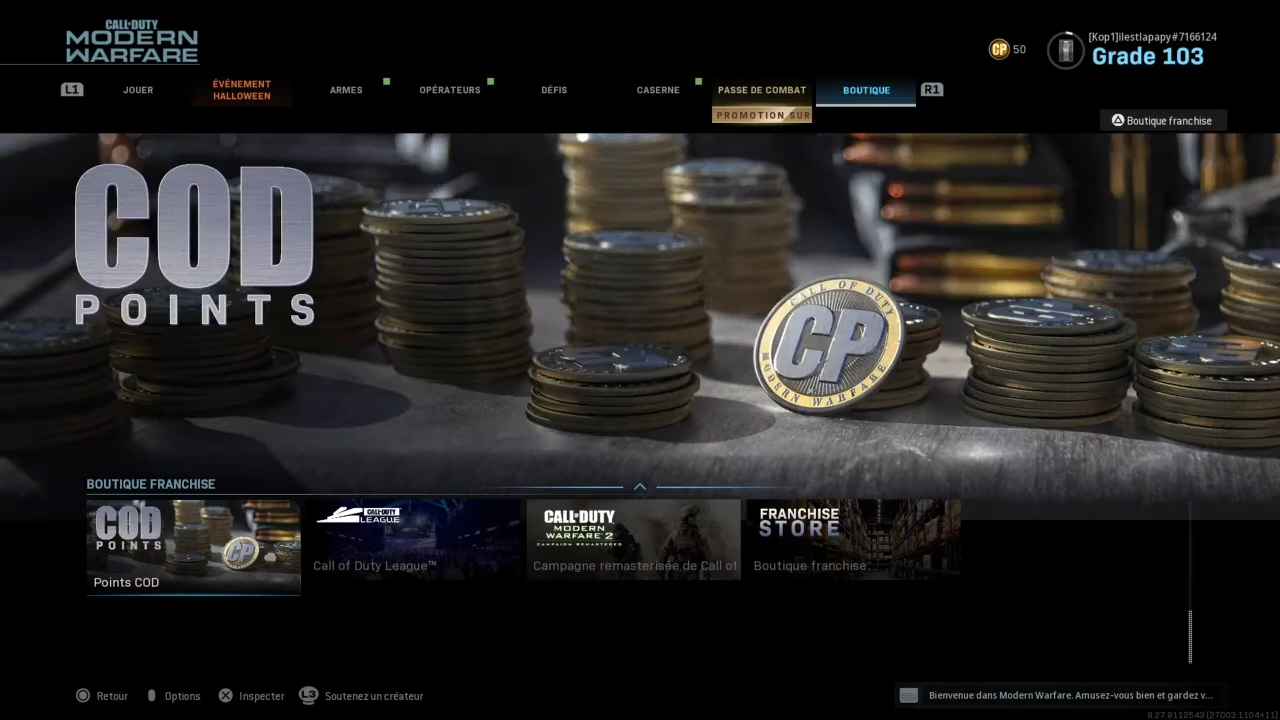 CALL OF DUTY
MODERN
WARFARE
CP 50
[Kop1]ilestlapapy#7166124
Grade 103
L1
JOUER
ÉVÉNEMENT
HALLOWEEN
ARMES
OPÉRATEURS
DÉFIS
CASERNE
PASSE DE COMBAT
PROMOTION SUR
BOUTIQUE
R1
Boutique franchise
COD
POINTS
CALL OF DUTY
CP
MODERN WARFARE
BOUTIQUE FRANCHISE
COD
POINTS
CP
Points COD
CALL OF DUTY
LEAGUE
Call of Duty League™
CALL OF DUTY
MODERN
WARFARE 2
CAMPAIGN REMASTERED
Campagne remasterisée de Call of
FRANCHISE
STORE
Boutique franchise
Retour
Options
Inspecter
L3
Soutenez un créateur
Bienvenue dans Modern Warfare. Amusez-vous bien et gardez v...
8.27.8112543 [27003.1104+11]